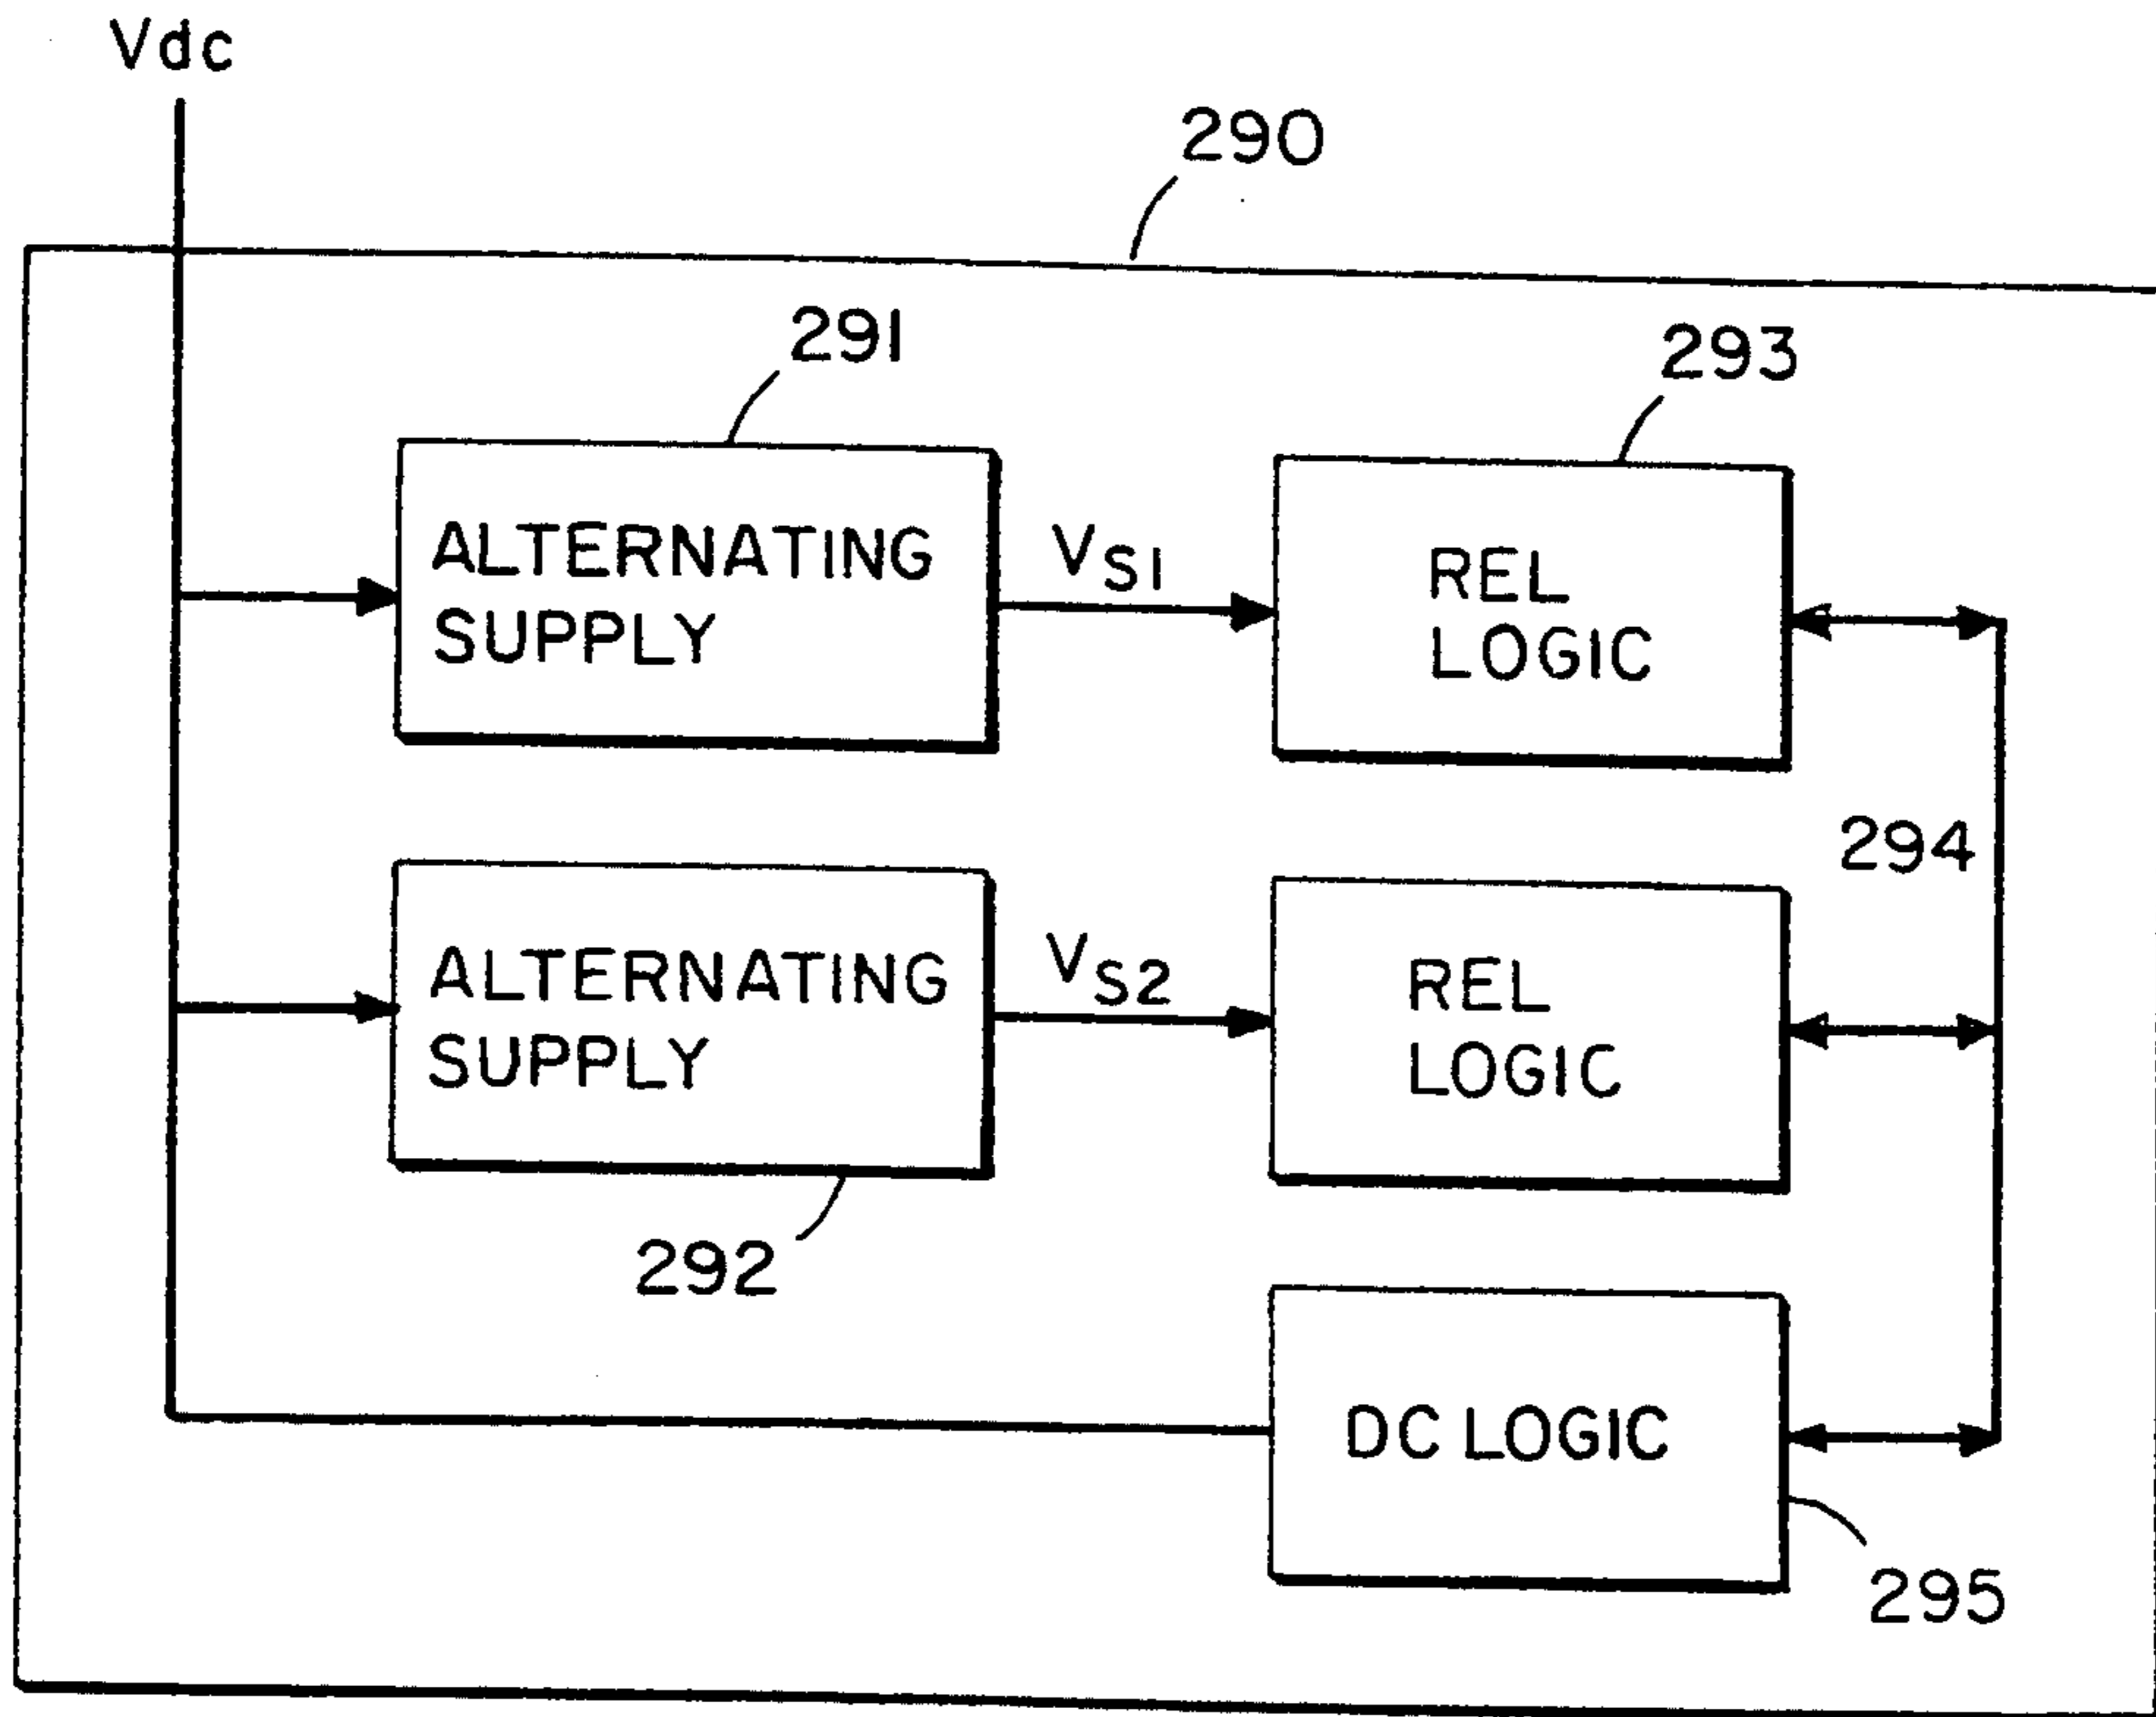 Vdc
290
291
293
ALTERNATING
SUPPLY
VS1
REL
LOGIC
294
ALTERNATING
SUPPLY
VS2
REL
LOGIC
292
DC LOGIC
295